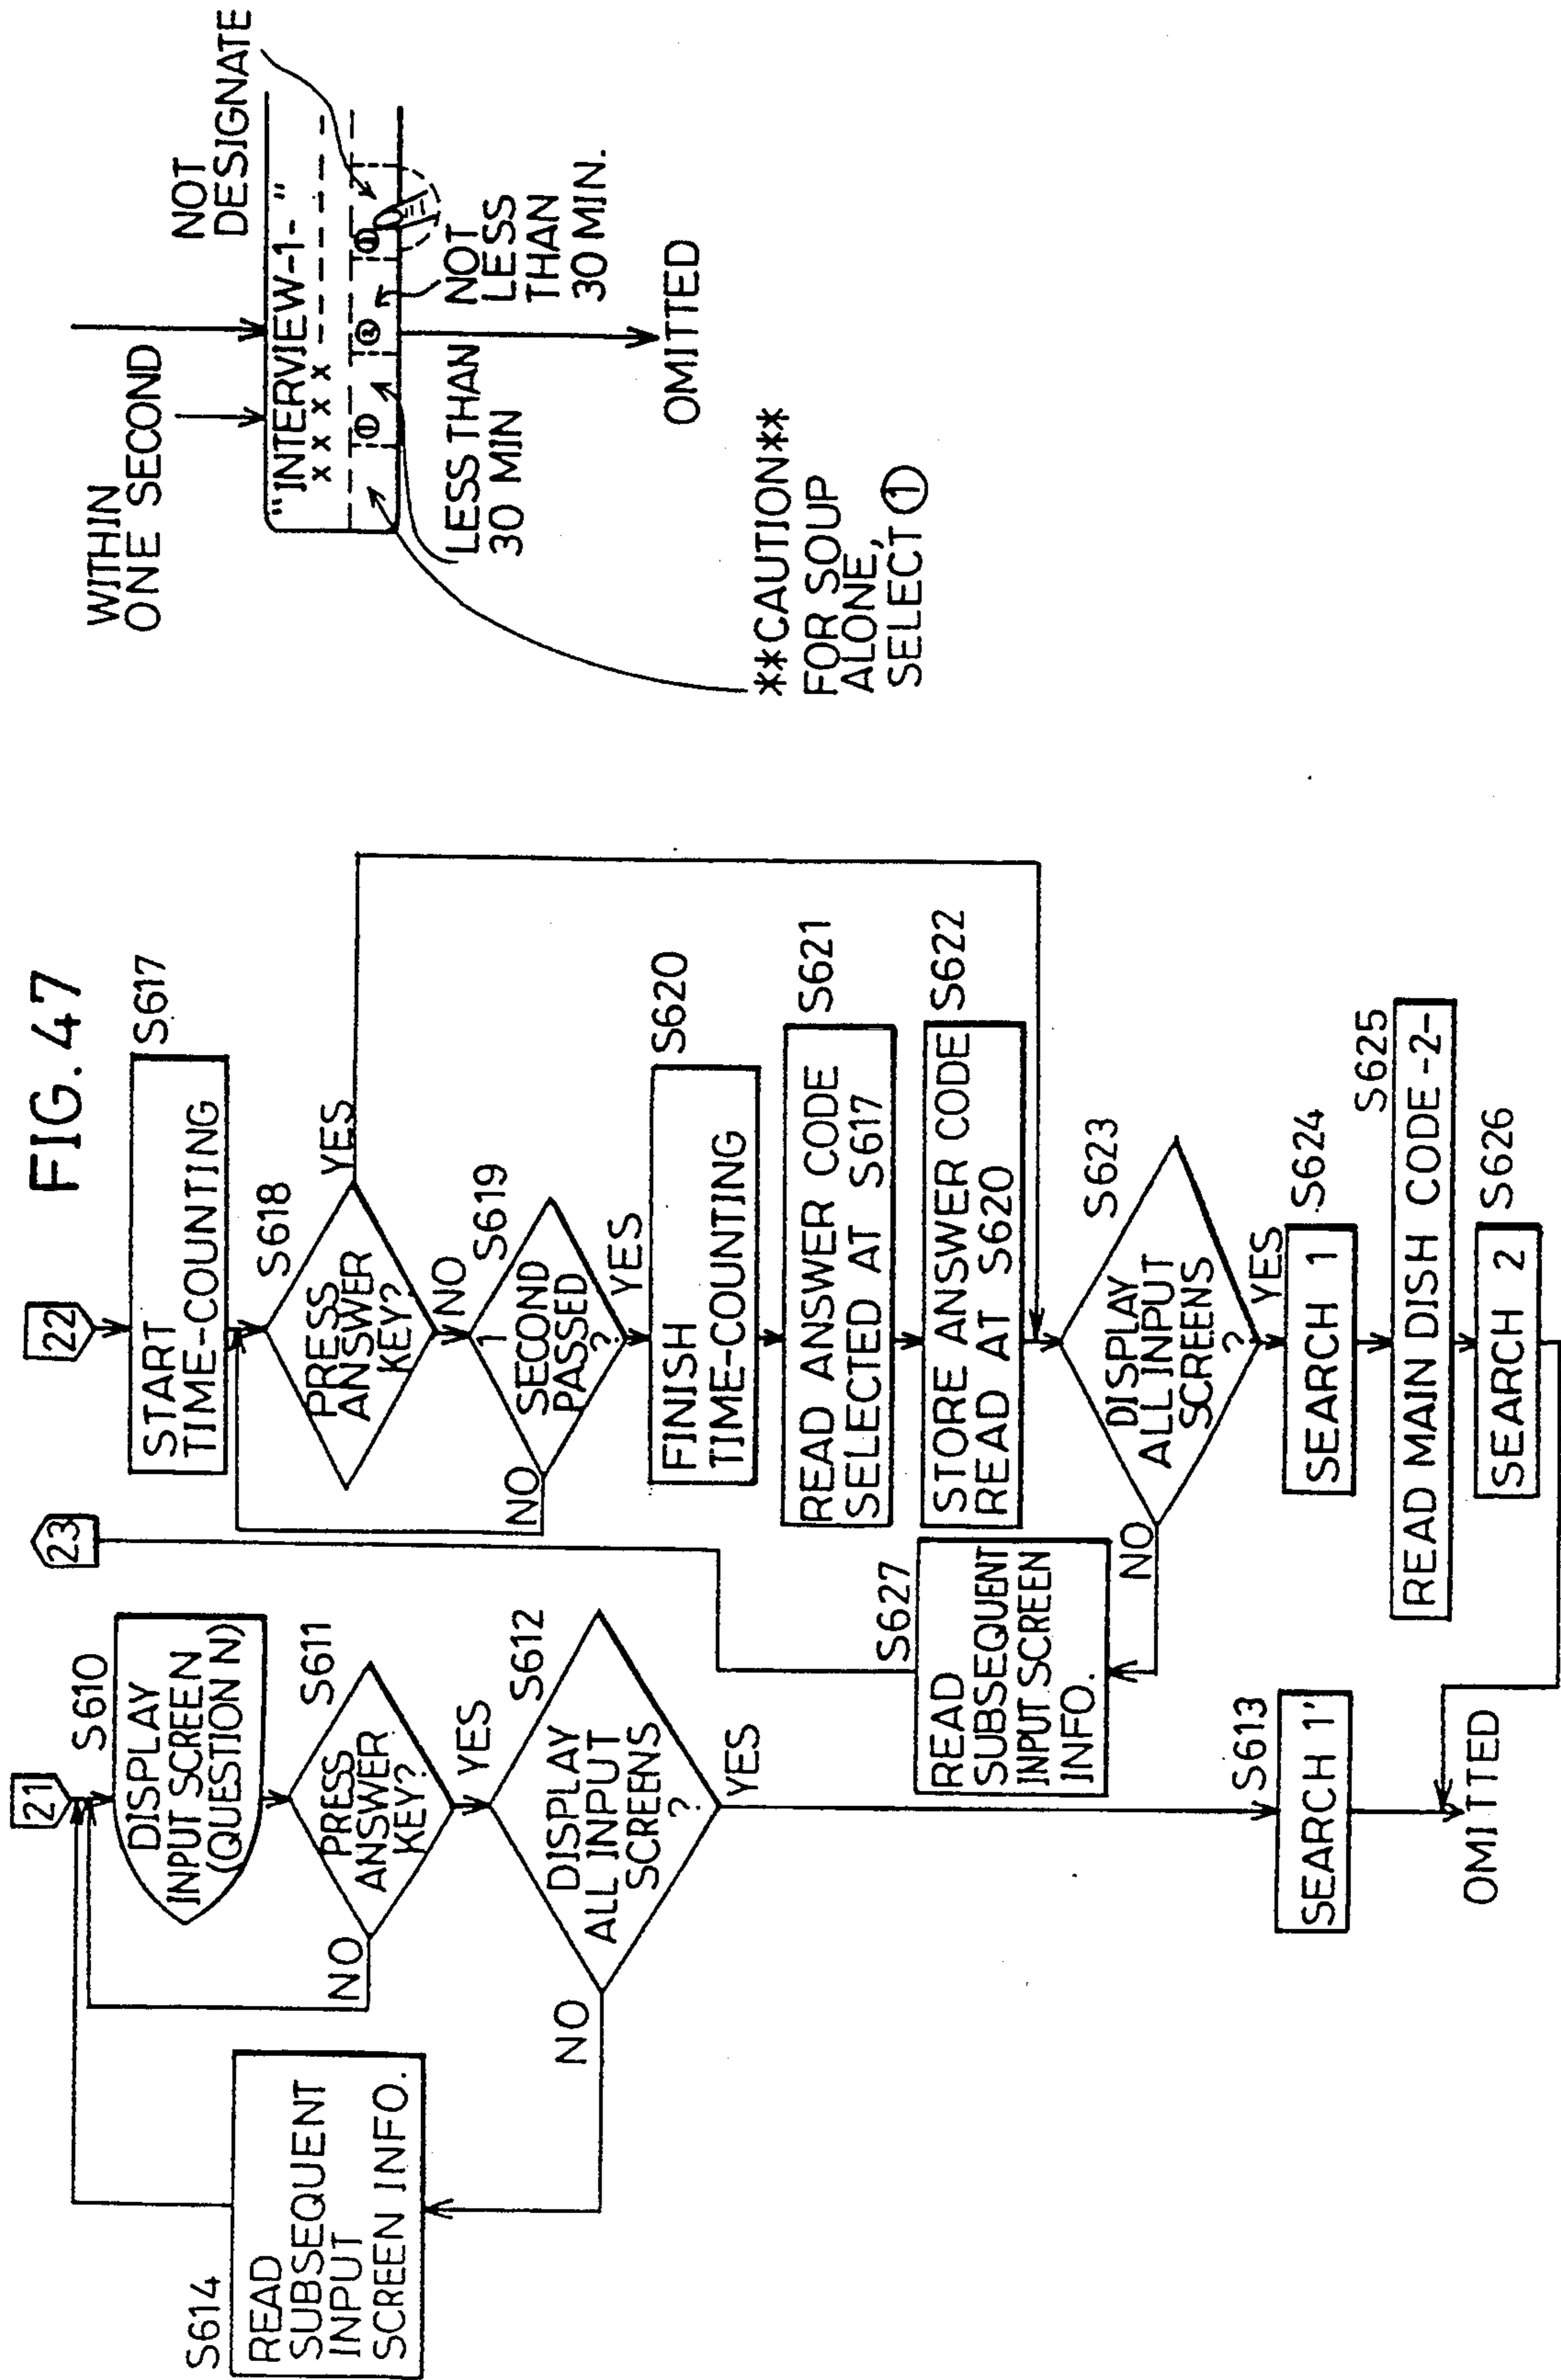 FIG. 47
21
S610
DISPLAY
INPUT SCREEN
(QUESTION N)
S611
PRESS
ANSWER
KEY?
NO
YES
S612
DISPLAY
ALL INPUT
SCREENS
?
NO
YES
S614
READ
SUBSEQUENT
INPUT
SCREEN INFO.
S613
SEARCH 1'
OMITTED
23
22
START
TIME-COUNTING
S617
S618
PRESS
ANSWER
KEY?
YES
NO
S619
1
SECOND
PASSED
?
NO
YES
FINISH
TIME-COUNTING
S620
READ ANSWER CODE
SELECTED AT S617
S621
STORE ANSWER CODE
READ AT S620
S622
S623
DISPLAY
ALL INPUT
SCREENS
?
NO
YES
S627
READ
SUBSEQUENT
INPUT SCREEN
INFO.
SEARCH 1
S624
S625
READ MAIN DISH CODE -2-
SEARCH 2
S626
WITHIN
ONE SECOND
NOT
DESIGNATE
"INTERVIEW-1-"
x x x x
①
②
③
LESS THAN
30 MIN
NOT
LESS
THAN
30 MIN.
OMITTED
**CAUTION**
FOR SOUP
ALONE,
SELECT ①